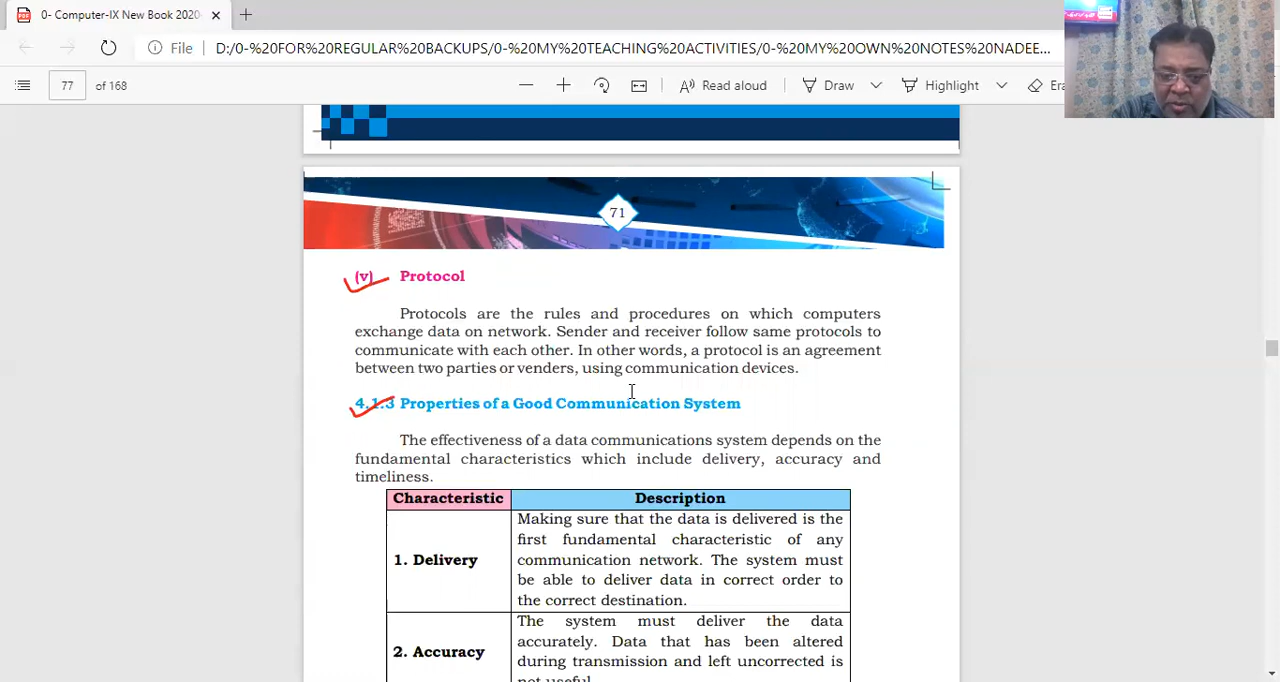 0- Computer-IX New Book 2020-
File
D:/0-%20FOR%20REGULAR%20BACKUPS/0-%20MY%20TEACHING%20ACTIVITIES/0-%20MY%20OWN%20NOTES%20NADEE...
77 of 168
Read aloud
Draw
Highlight
Era
71
(v) Protocol
Protocols are the rules and procedures on which computers
exchange data on network. Sender and receiver follow same protocols to
communicate with each other. In other words, a protocol is an agreement
between two parties or venders, using communication devices.
4.1.3 Properties of a Good Communication System
The effectiveness of a data communications system depends on the
fundamental characteristics which include delivery, accuracy and
timeliness.
Characteristic Description
1. Delivery
Making sure that the data is delivered is the
first fundamental characteristic of any
communication network. The system must
be able to deliver data in correct order to
the correct destination.
2. Accuracy
The system must deliver the data
accurately. Data that has been altered
during transmission and left uncorrected is
not useful.